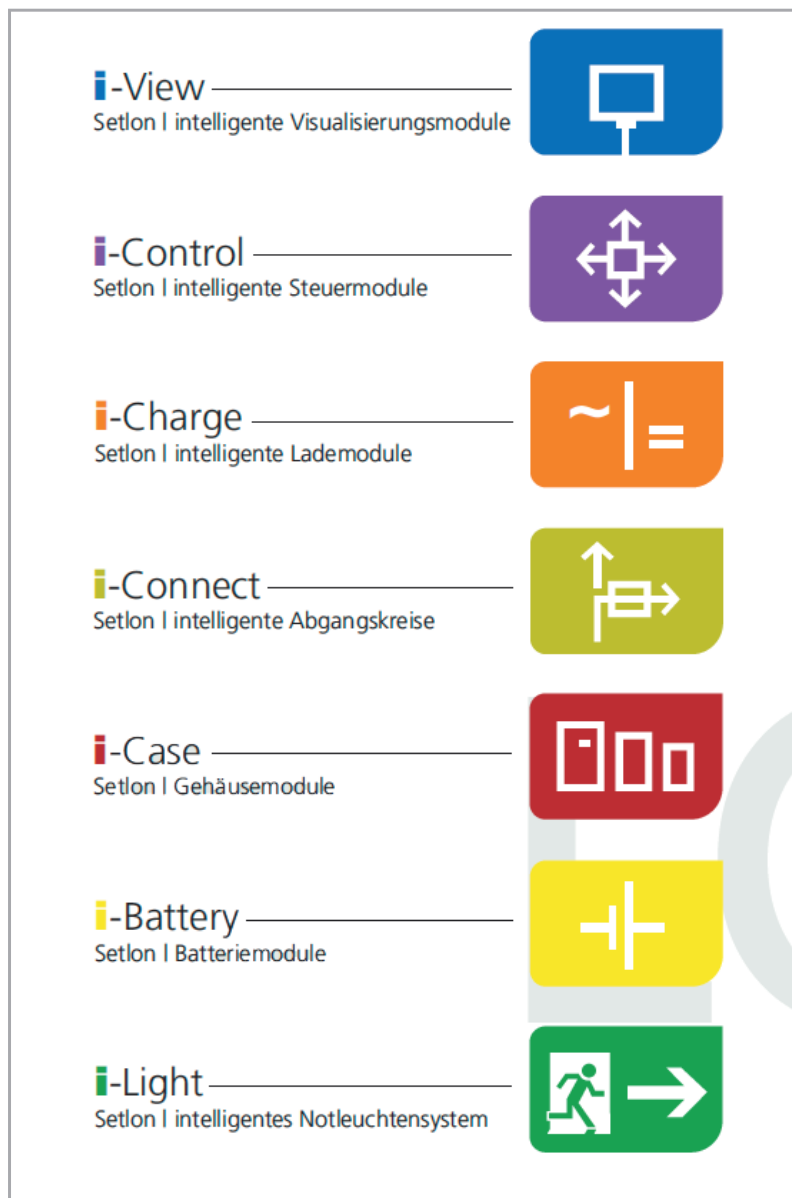 i-View
Setlon l intelligente Visualisierungsmodule
i-Control
Setlon l intelligente Steuermodule
i-Charge
Setlon l intelligente Lademodule
i-Connect
Setlon l intelligente Abgangskreise
i-Case
Setlon l Gehäusemodule
i-Battery
Setlon l Batteriemodule
i-Light
Setlon l intelligentes Notleuchtensystem